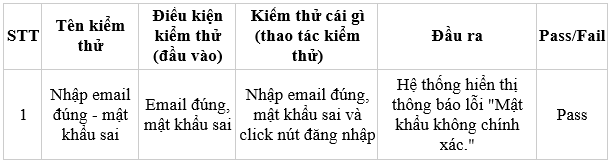 STT
Tên kiểm
thử
Điều kiện
kiểm thử
(đầu vào)
Kiểm thử cái gì
(thao tác kiểm
thử)
Đầu ra
Pass/Fail
1
Nhập email
đúng - mật
khẩu sai
Email đúng,
mật khẩu sai
Nhập email đúng,
mật khẩu sai và
click nút đăng nhập
Hệ thống hiển thị
thông báo lỗi "Mật
khẩu không chính
xác."
Pass